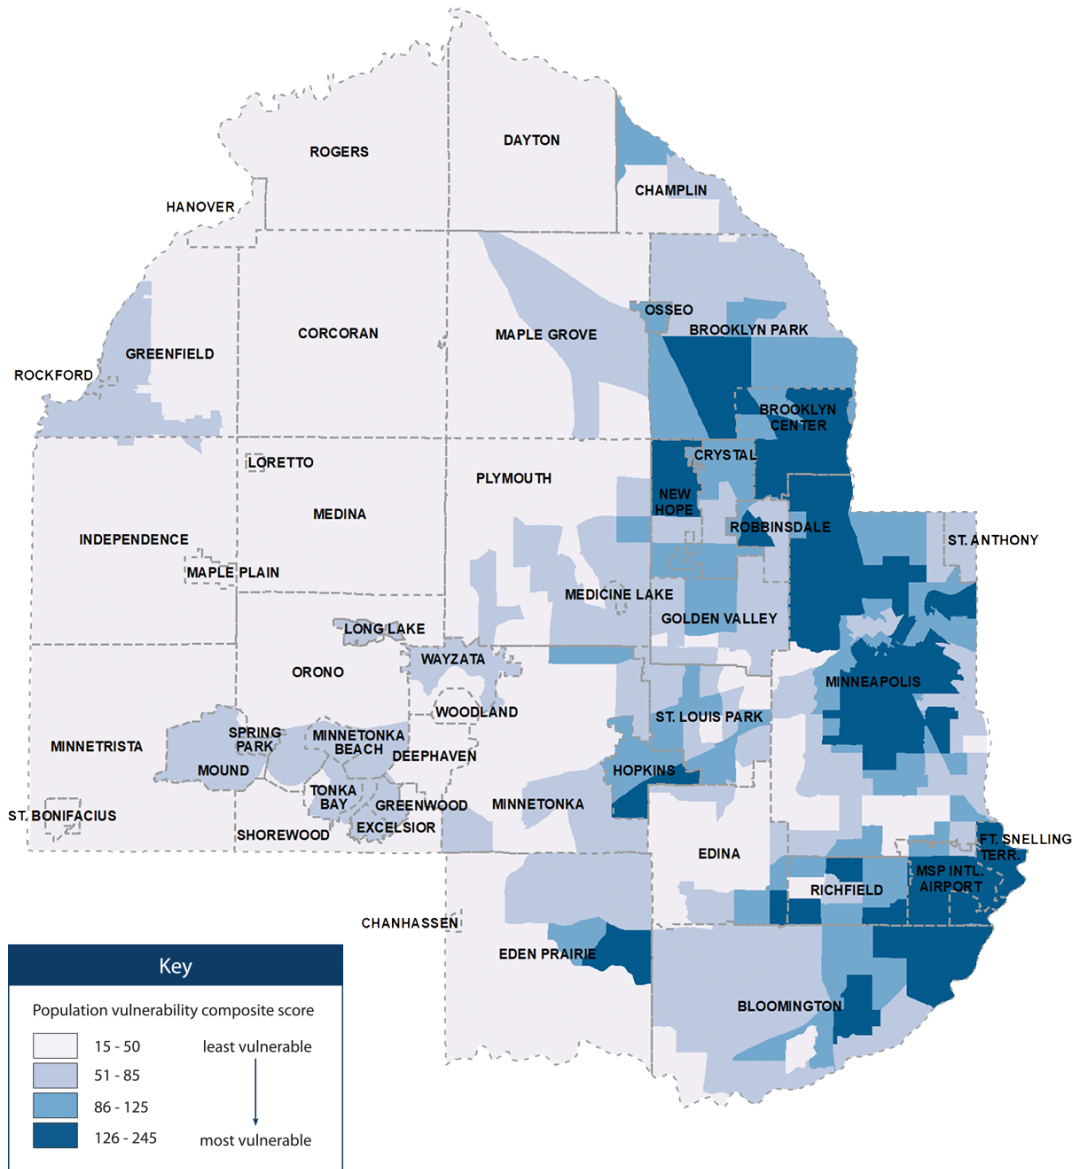 DAYTON
ROGERS
CHAMPLIN
HANOVER
OSSEO
BROOKLYN PARK
CORCORAN
MAPLE GROVE
GREENFIELD
ROCKFORD
BROOKLYN
CENTER
CRYSTAL
LORETTO
PLYMOUTH
NEW
HOPE
MEDINA
ROBBINSDALE
INDEPENDENCE
ST. ANTHONY
MAPLE PLAIN
MEDICINE LAKE
GOLDEN VALLEY
LONG LAKE
WAYZATA
ORONO
MINNEAPOLIS
WOODLAND
ST. LOUIS PARK
SPRING
PARK
MINNETONKA
BEACH
MINNETRISTA
DEEPHAVEN
MOUND
HOPKINS
TONKA
BAY
GREENWOOD
MINNETONKA
ST. BONIFACIUS
EXCELSIOR
SHOREWOOD
FT. SNELLING
TERR.
EDINA
MSP INTL.
AIRPORT
RICHFIELD
CHANHASSEN
EDEN PRAIRIE
BLOOMINGTON
Key
Population vulnerability composite score
15 - 50 least vulnerable
51 - 85
86 - 125
126 - 245 most vulnerable